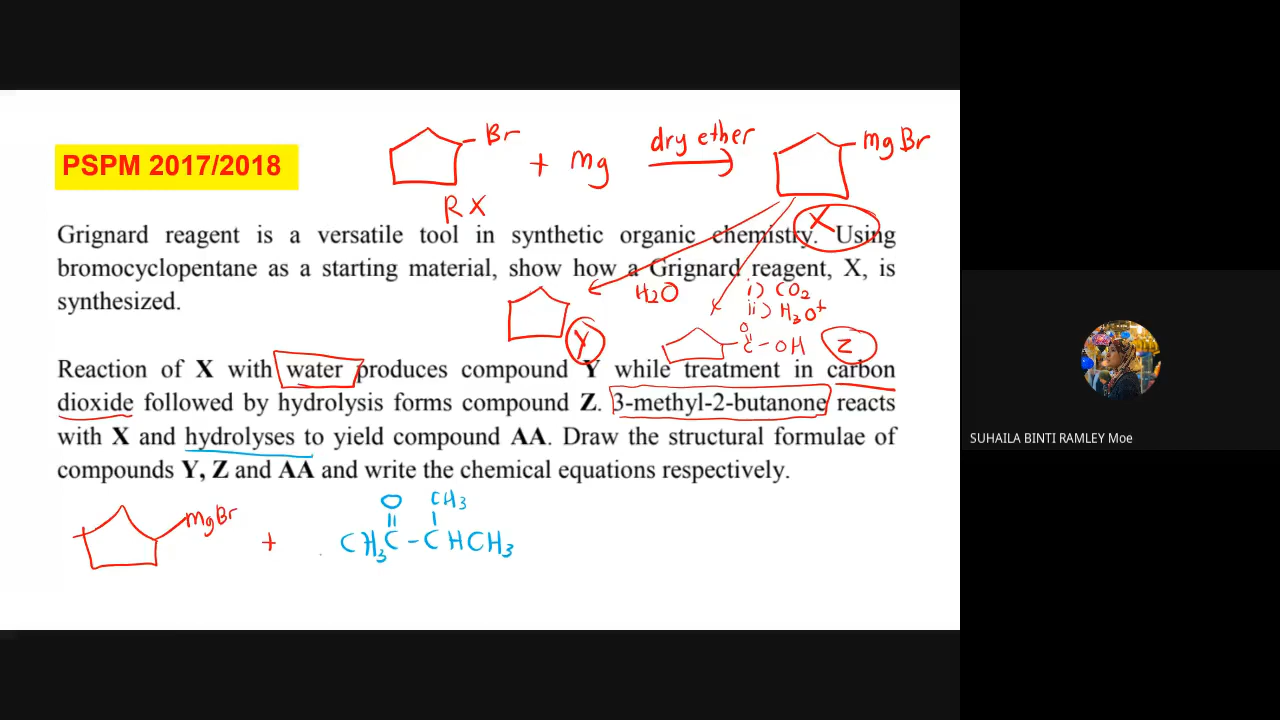 Br
+ Mg
dry ether
MgBr
PSPM 2017/2018
RX
X
Grignard reagent is a versatile tool in synthetic organic chemistry. Using
bromocyclopentane as a starting material, show how a Grignard reagent, X, is
synthesized.
H2O
i) CO2
ii) H3O+
Y
O
C - OH
Z
Reaction of X with water produces compound Y while treatment in carbon
dioxide followed by hydrolysis forms compound Z. 3-methyl-2-butanone reacts
with X and hydrolyses to yield compound AA. Draw the structural formulae of
compounds Y, Z and AA and write the chemical equations respectively.
MgBr
+
O CH3
CH3C-CHCH3
SUHAILA BINTI RAMLEY Moe